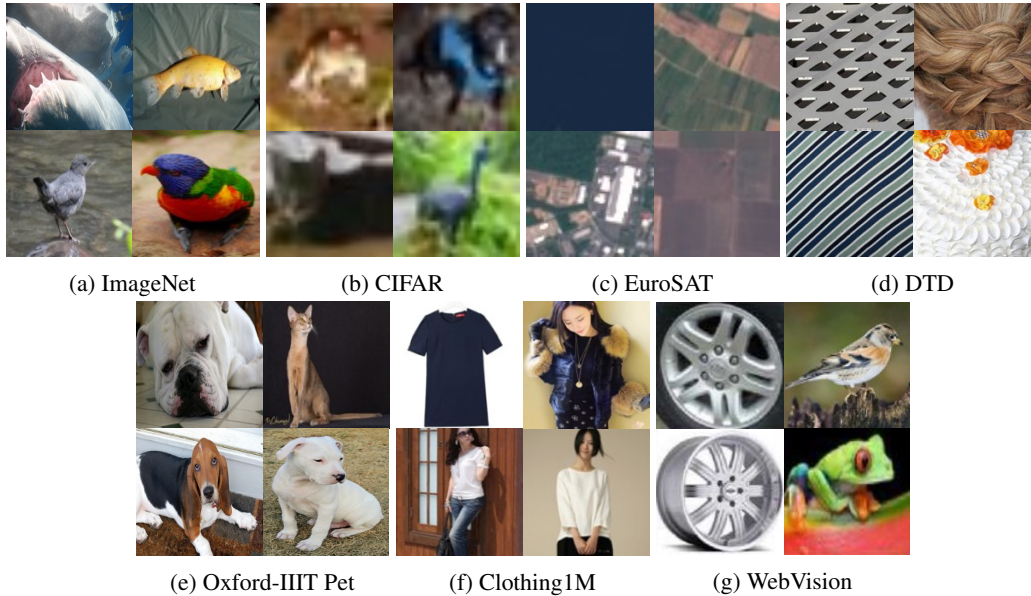 (a) ImageNet
(b) CIFAR
(c) EuroSAT
(d) DTD
(e) Oxford-IIIT Pet
(f) Clothing1M
(g) WebVision